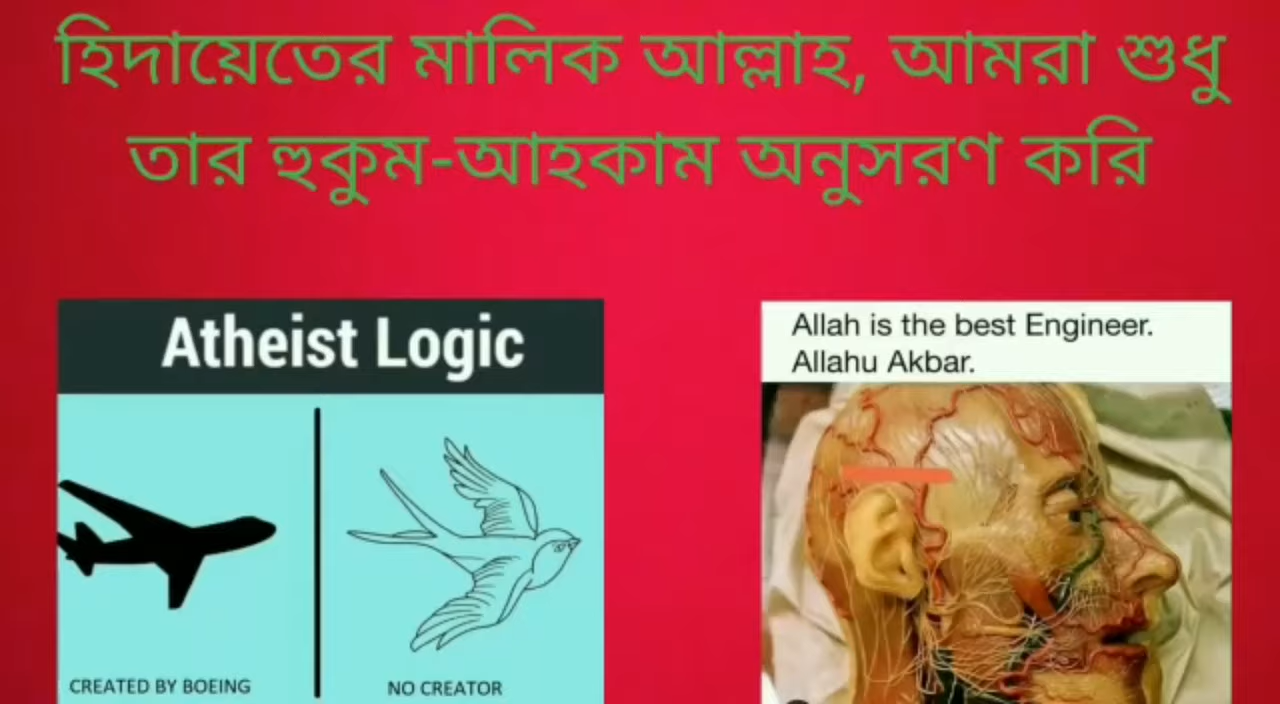 হিদায়েতের মালিক আল্লাহ, আমরা শুধু
তার হুকুম-আহকাম অনুসরণ করি
Atheist Logic
CREATED BY BOEING
NO CREATOR
Allah is the best Engineer.
Allahu Akbar.